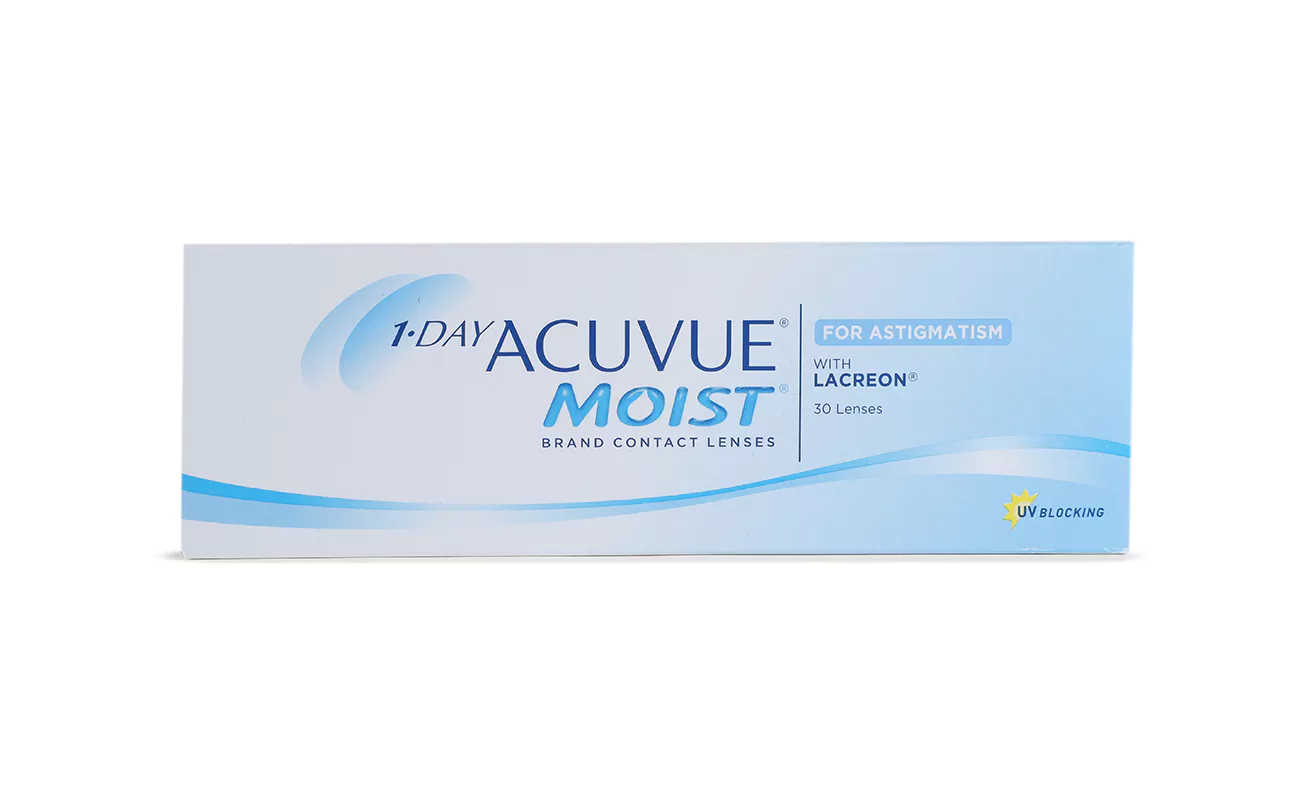 1·DAY ACUVUE®
MOIST®
BRAND CONTACT LENSES
FOR ASTIGMATISM
WITH
LACREON®
30 Lenses
UV BLOCKING